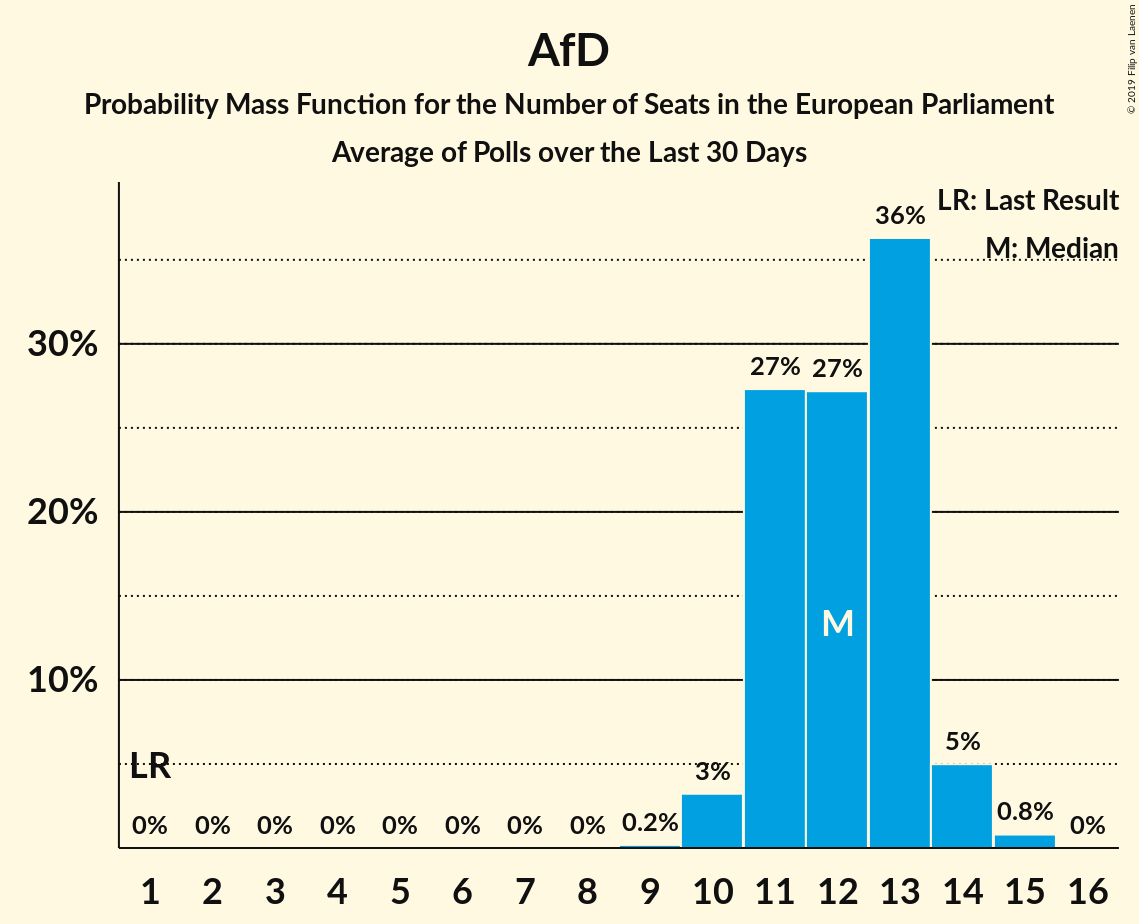 AfD
Probability Mass Function for the Number of Seats in the European Parliament
Average of Polls over the Last 30 Days
© 2019 Filip van Laenen
LR: Last Result
M: Median
36%
30%
27% 27%
20%
M
10%
LR
5%
3%
0% 0% 0% 0% 0% 0% 0% 0% 0.2% 0.8% 0%
1 2 3 4 5 6 7 8 9 10 11 12 13 14 15 16